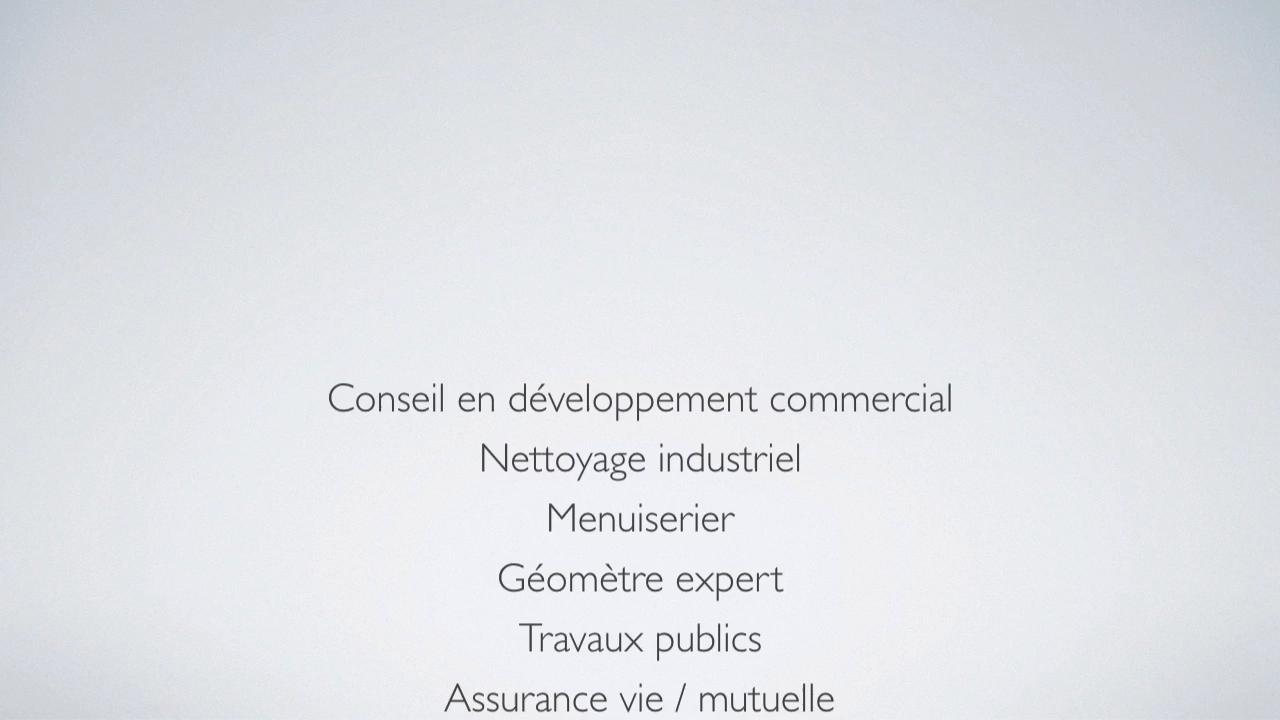 Conseil en développement commercial
Nettoyage industriel
Menuiserier
Géomètre expert
Travaux publics
Assurance vie / mutuelle